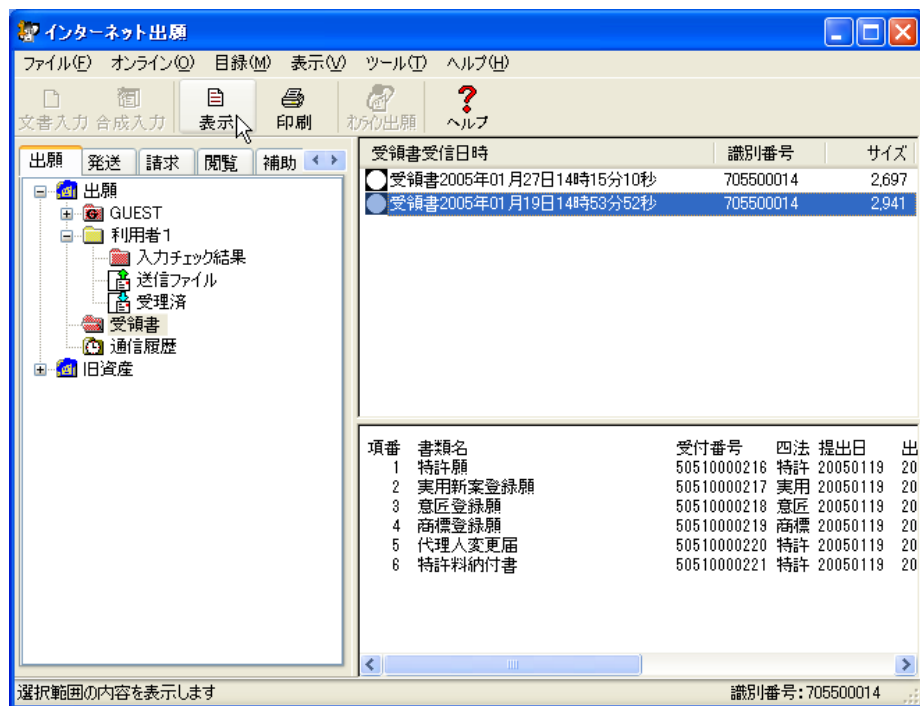 インターネット出願
ファイル(F) オンライン(O) 目録(M) 表示(V) ツール(T) ヘルプ(H)
文書入力 合成入力 表示 印刷 オンライン出願 ヘルプ
出願 発送 請求 閲覧 補助
出願
GUEST
利用者1
入力チェック結果
送信ファイル
受理済
受領書
通信履歴
旧資産
受領書受信日時 識別番号 サイズ
受領書2005年01月27日14時15分10秒 705500014 2,697
受領書2005年01月19日14時53分52秒 705500014 2,941
項番 書類名 受付番号 四法 提出日 出
1 特許願 50510000216 特許 20050119 20
2 実用新案登録願 50510000217 実用 20050119 20
3 意匠登録願 50510000218 意匠 20050119 20
4 商標登録願 50510000219 商標 20050119 20
5 代理人変更届 50510000220 特許 20050119 20
6 特許料納付書 50510000221 特許 20050119 20
選択範囲の内容を表示します 識別番号:705500014